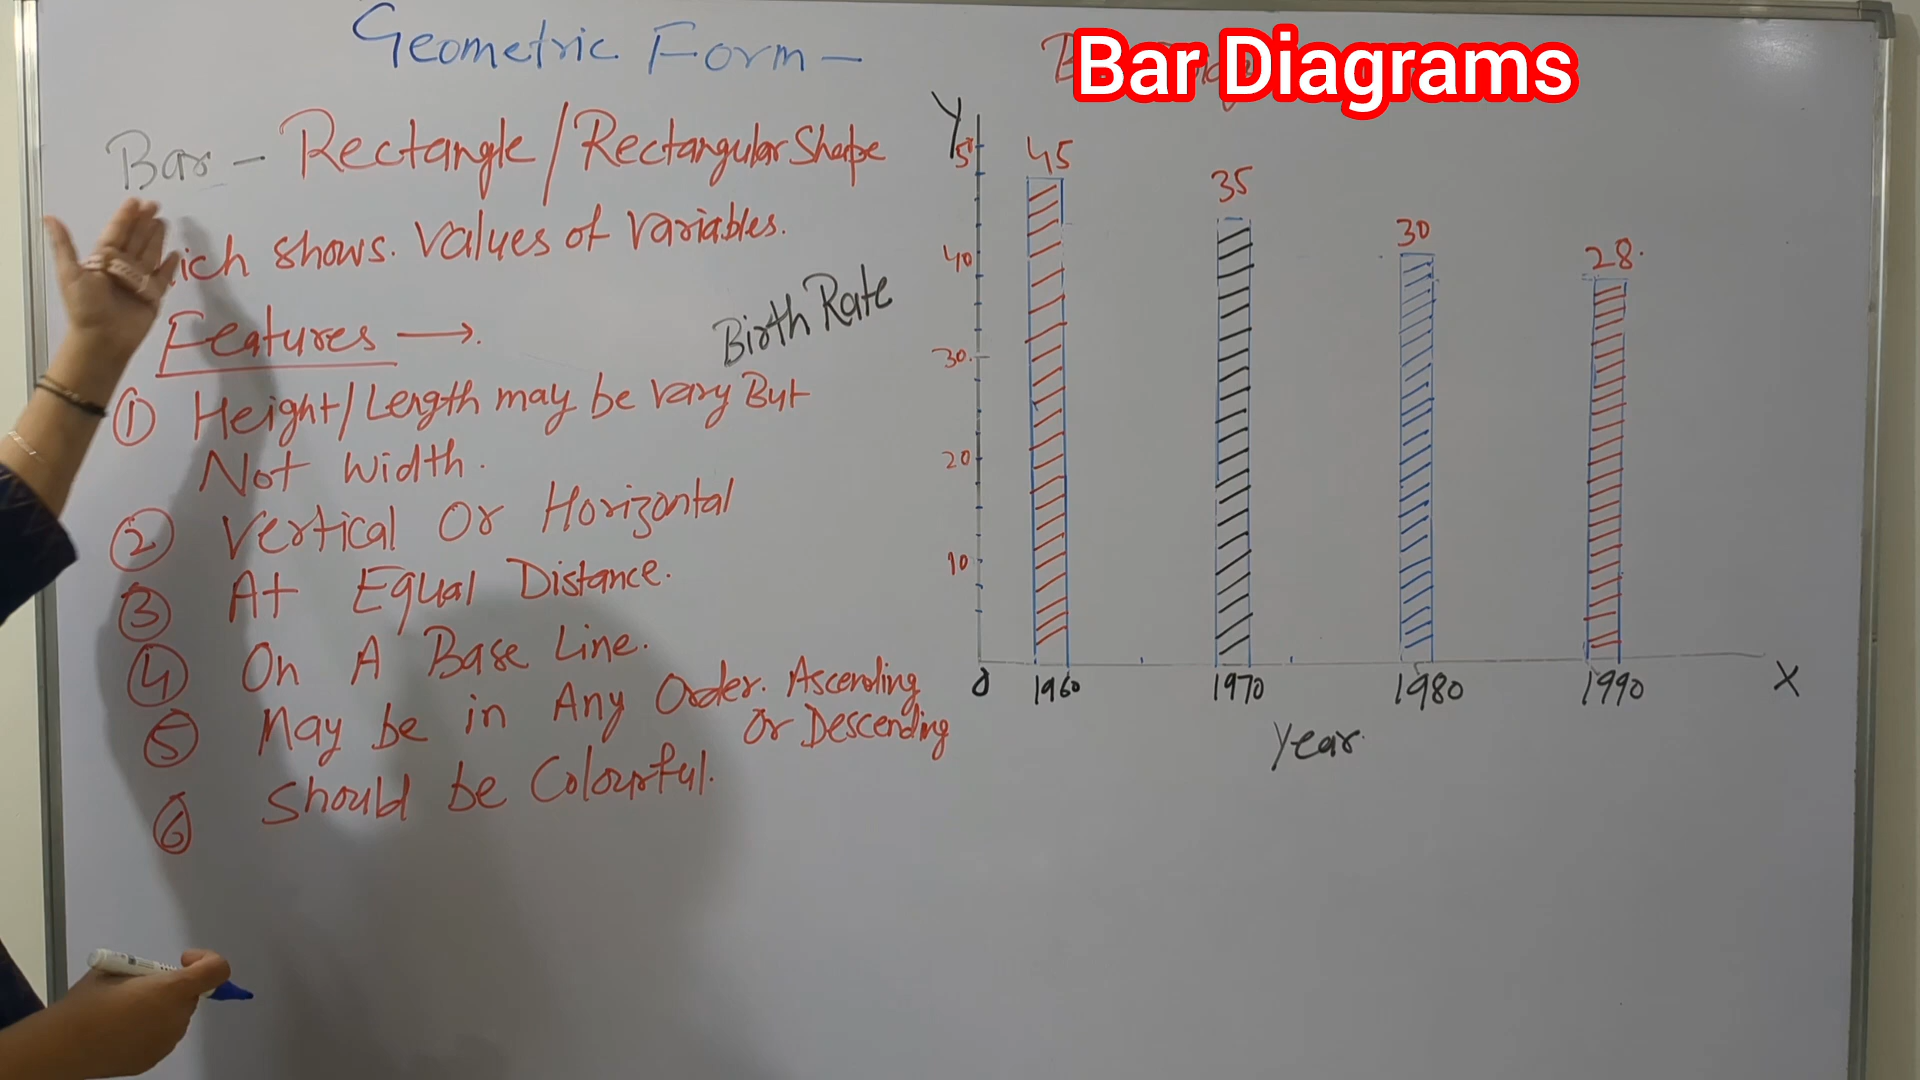 Geometric Form –
Bar Diagrams
Bar – Rectangle/Rectangular Shape
ich shows. values of variables.
Features →.
① Height/Length may be vary But
Not width.
② Vertical Or Horizontal
③ At Equal Distance.
④ On A Base Line.
⑤ May be in Any Order. Ascending
Or Descending
⑥ Should be Colourful.
Birth Rate
Y
45
35
30
28.
40
30.
20
10
0
1960 1970 1980 1990 X
Year.